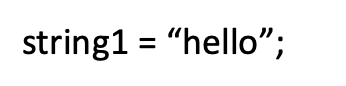 string1 = “hello”;